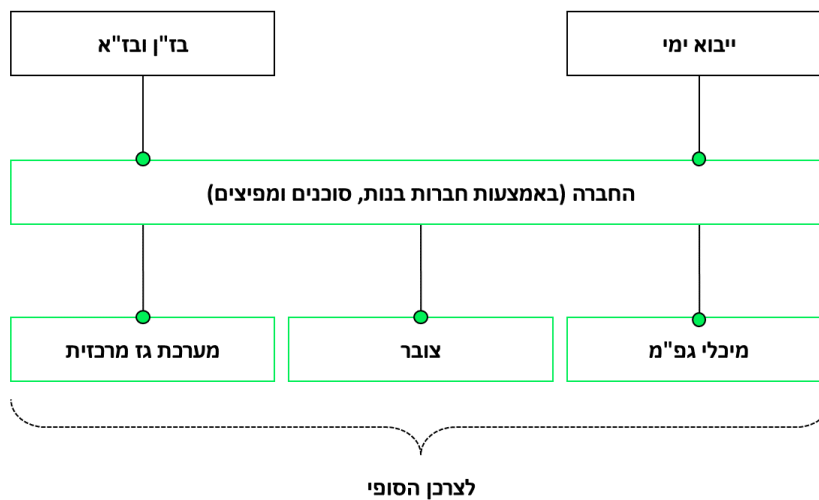 ייבוא ימי
בז"ן ובז"א
החברה (באמצעות חברות בנות, סוכנים ומפיצים)
מיכלי גפ"מ
צובר
מערכת גז מרכזית
לצרכן הסופי